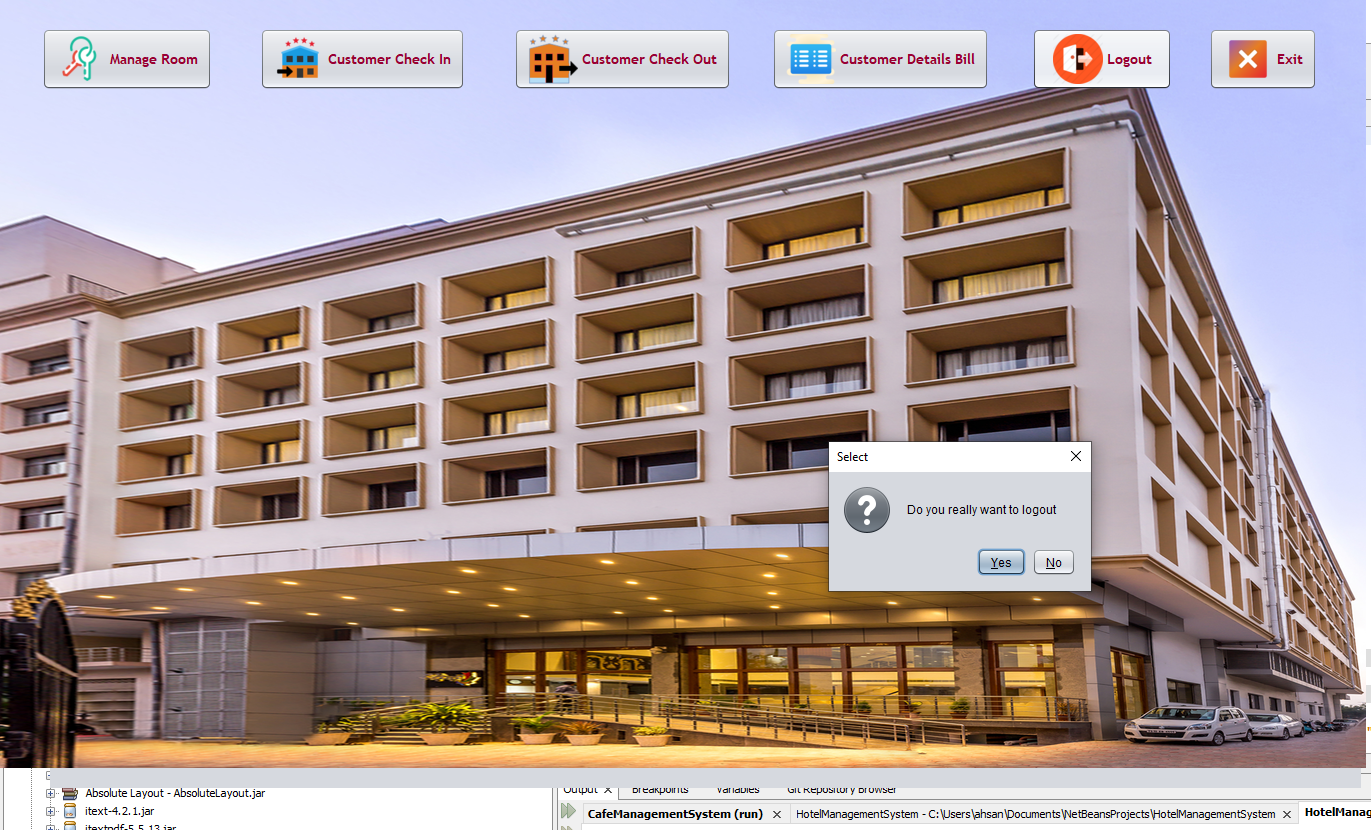 Manage Room
Customer Check In
Customer Check Out
Customer Details Bill
Logout
Exit
Select
Do you really want to logout
Yes
No
Absolute Layout - AbsoluteLayout.jar
itext-4.2.1.jar
itextpdf-5.5.13.jar
Output
Breakpoints
Variables
Git Repository Browser
CafeManagementSystem (run)
HotelManagementSystem - C:\Users\ahsan\Documents\NetBeansProjects\HotelManagementSystem